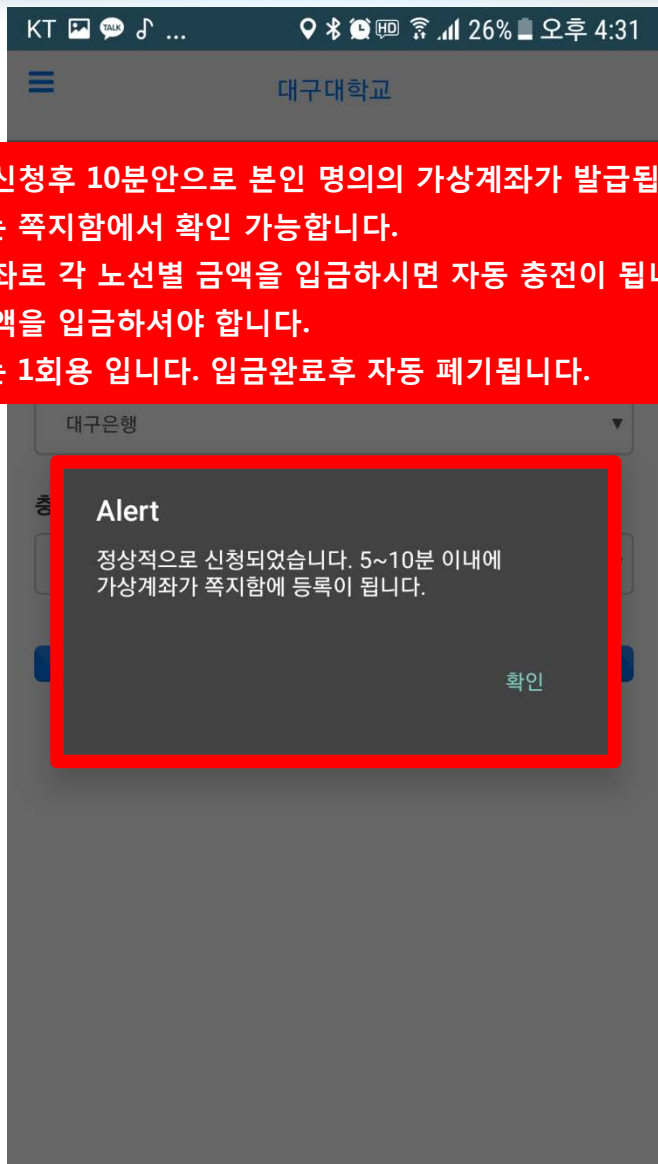 KT TALK ... HD 26% 오후 4:31
대구대학교
신청후 10분안으로 본인 명의의 가상계좌가 발급됩
는 쪽지함에서 확인 가능합니다.
좌로 각 노선별 금액을 입금하시면 자동 충전이 됩니
액을 입금하셔야 합니다.
는 1회용 입니다. 입금완료후 자동 폐기됩니다.
대구은행
충
Alert
정상적으로 신청되었습니다. 5~10분 이내에
가상계좌가 쪽지함에 등록이 됩니다.
확인